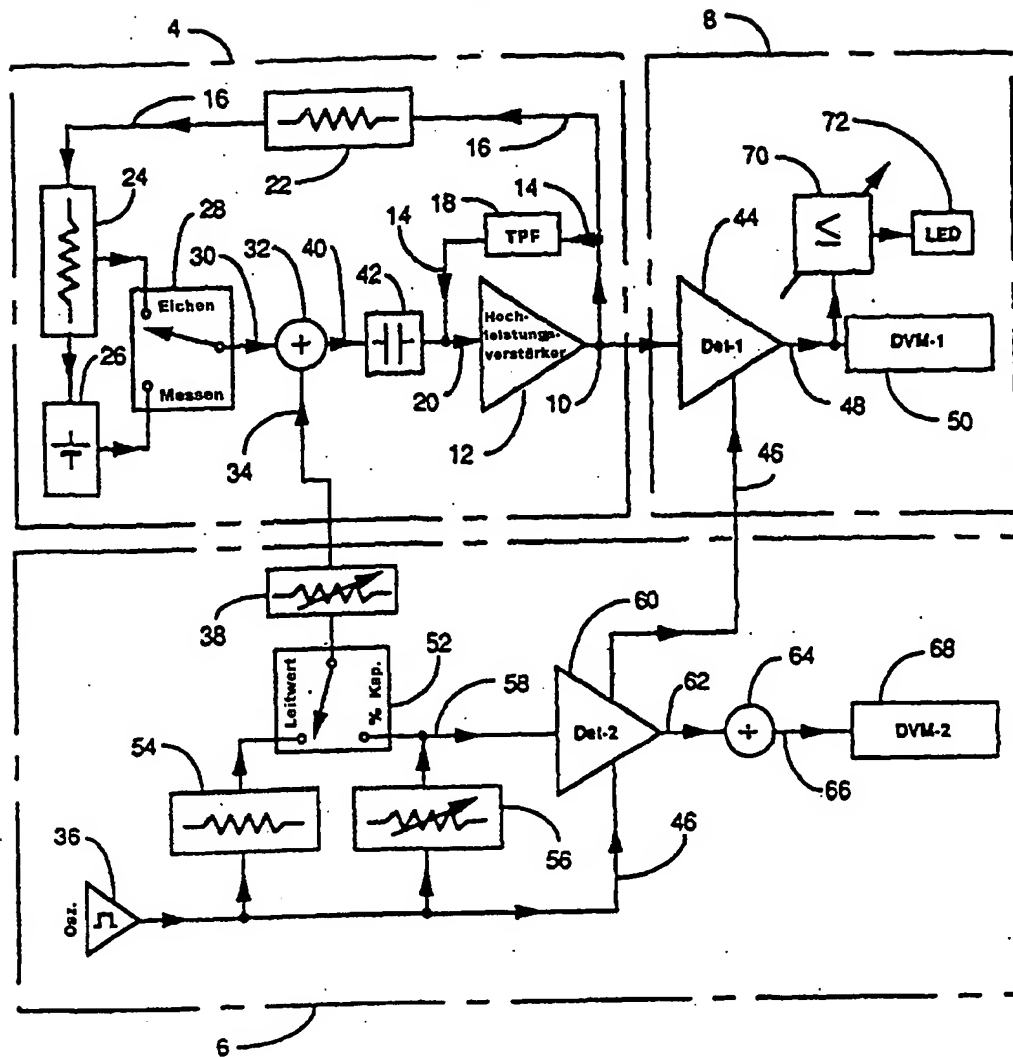 4
8
16
16
22
24
28
30
32
40
42
14
18
TPF
14
Eichen
Messen
26
Hoch-
leistungs-
verstärker
20
12
10
34
70
≤
72
LED
44
Det-1
48
DVM-1
50
46
38
52
Leitwert
% Kap.
58
60
Det-2
62
64
÷
66
68
DVM-2
54
56
46
36
Osz.
6